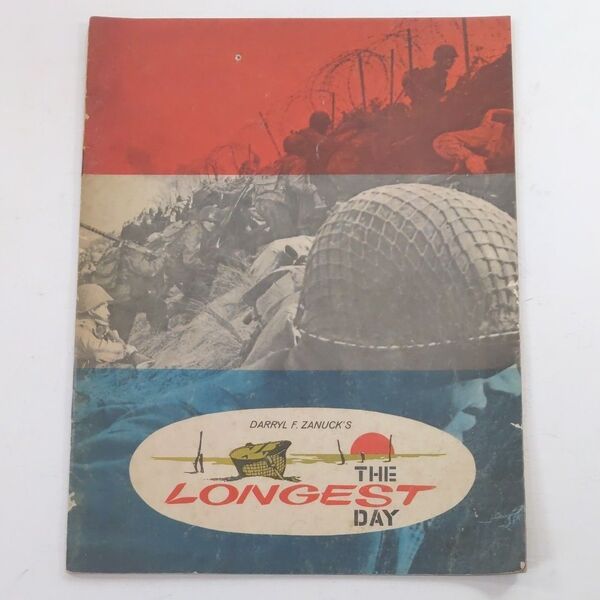 DARRYL F. ZANUCK'S
THE
LONGEST
DAY